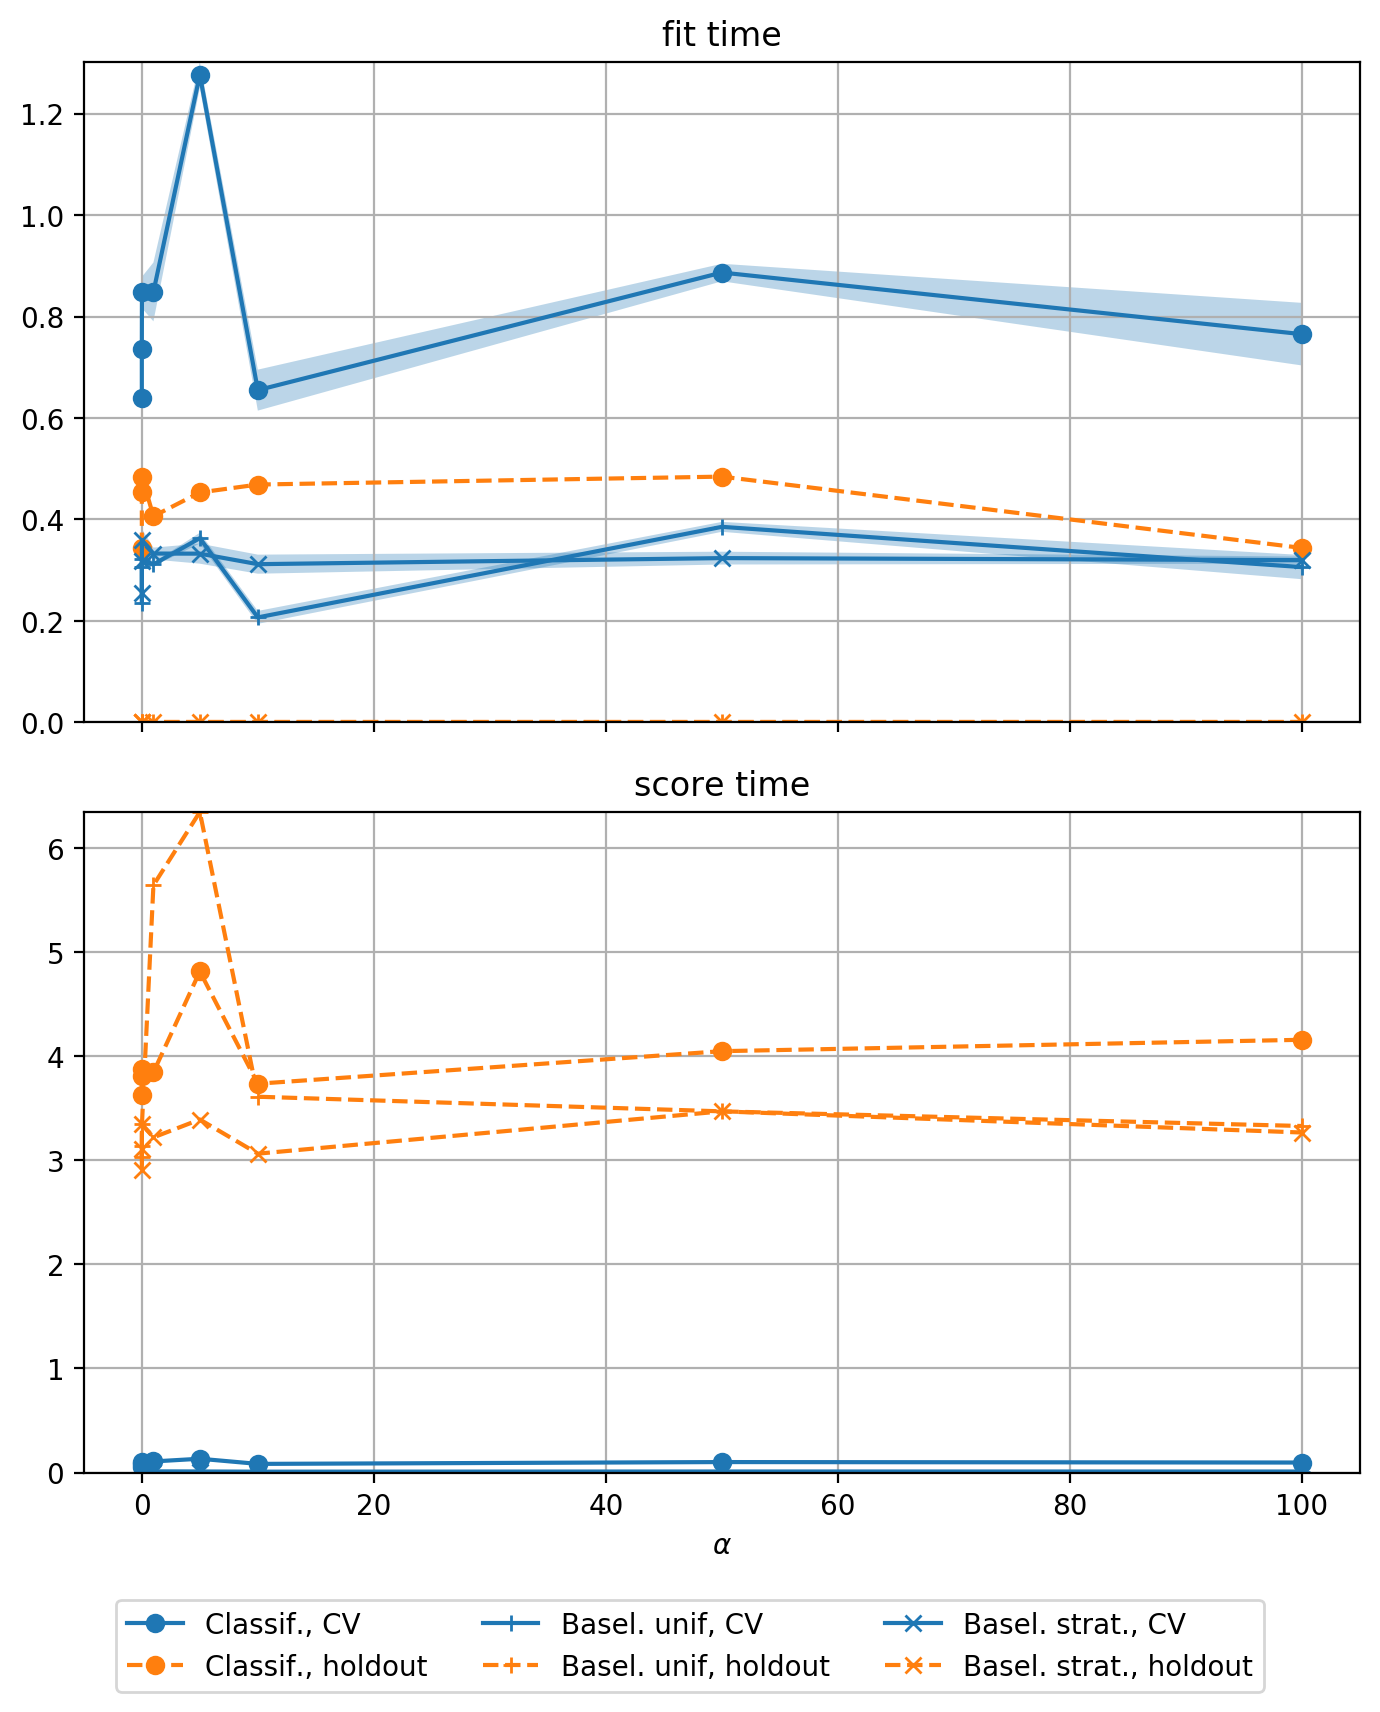 fit time
1.2
1.0
0.8
0.6
0.4
0.2
0.0
score time
6
5
4
3
2
1
0
0 20 40 60 80 100
α
Classif., CV Basel. unif, CV Basel. strat., CV
Classif., holdout Basel. unif, holdout Basel. strat., holdout